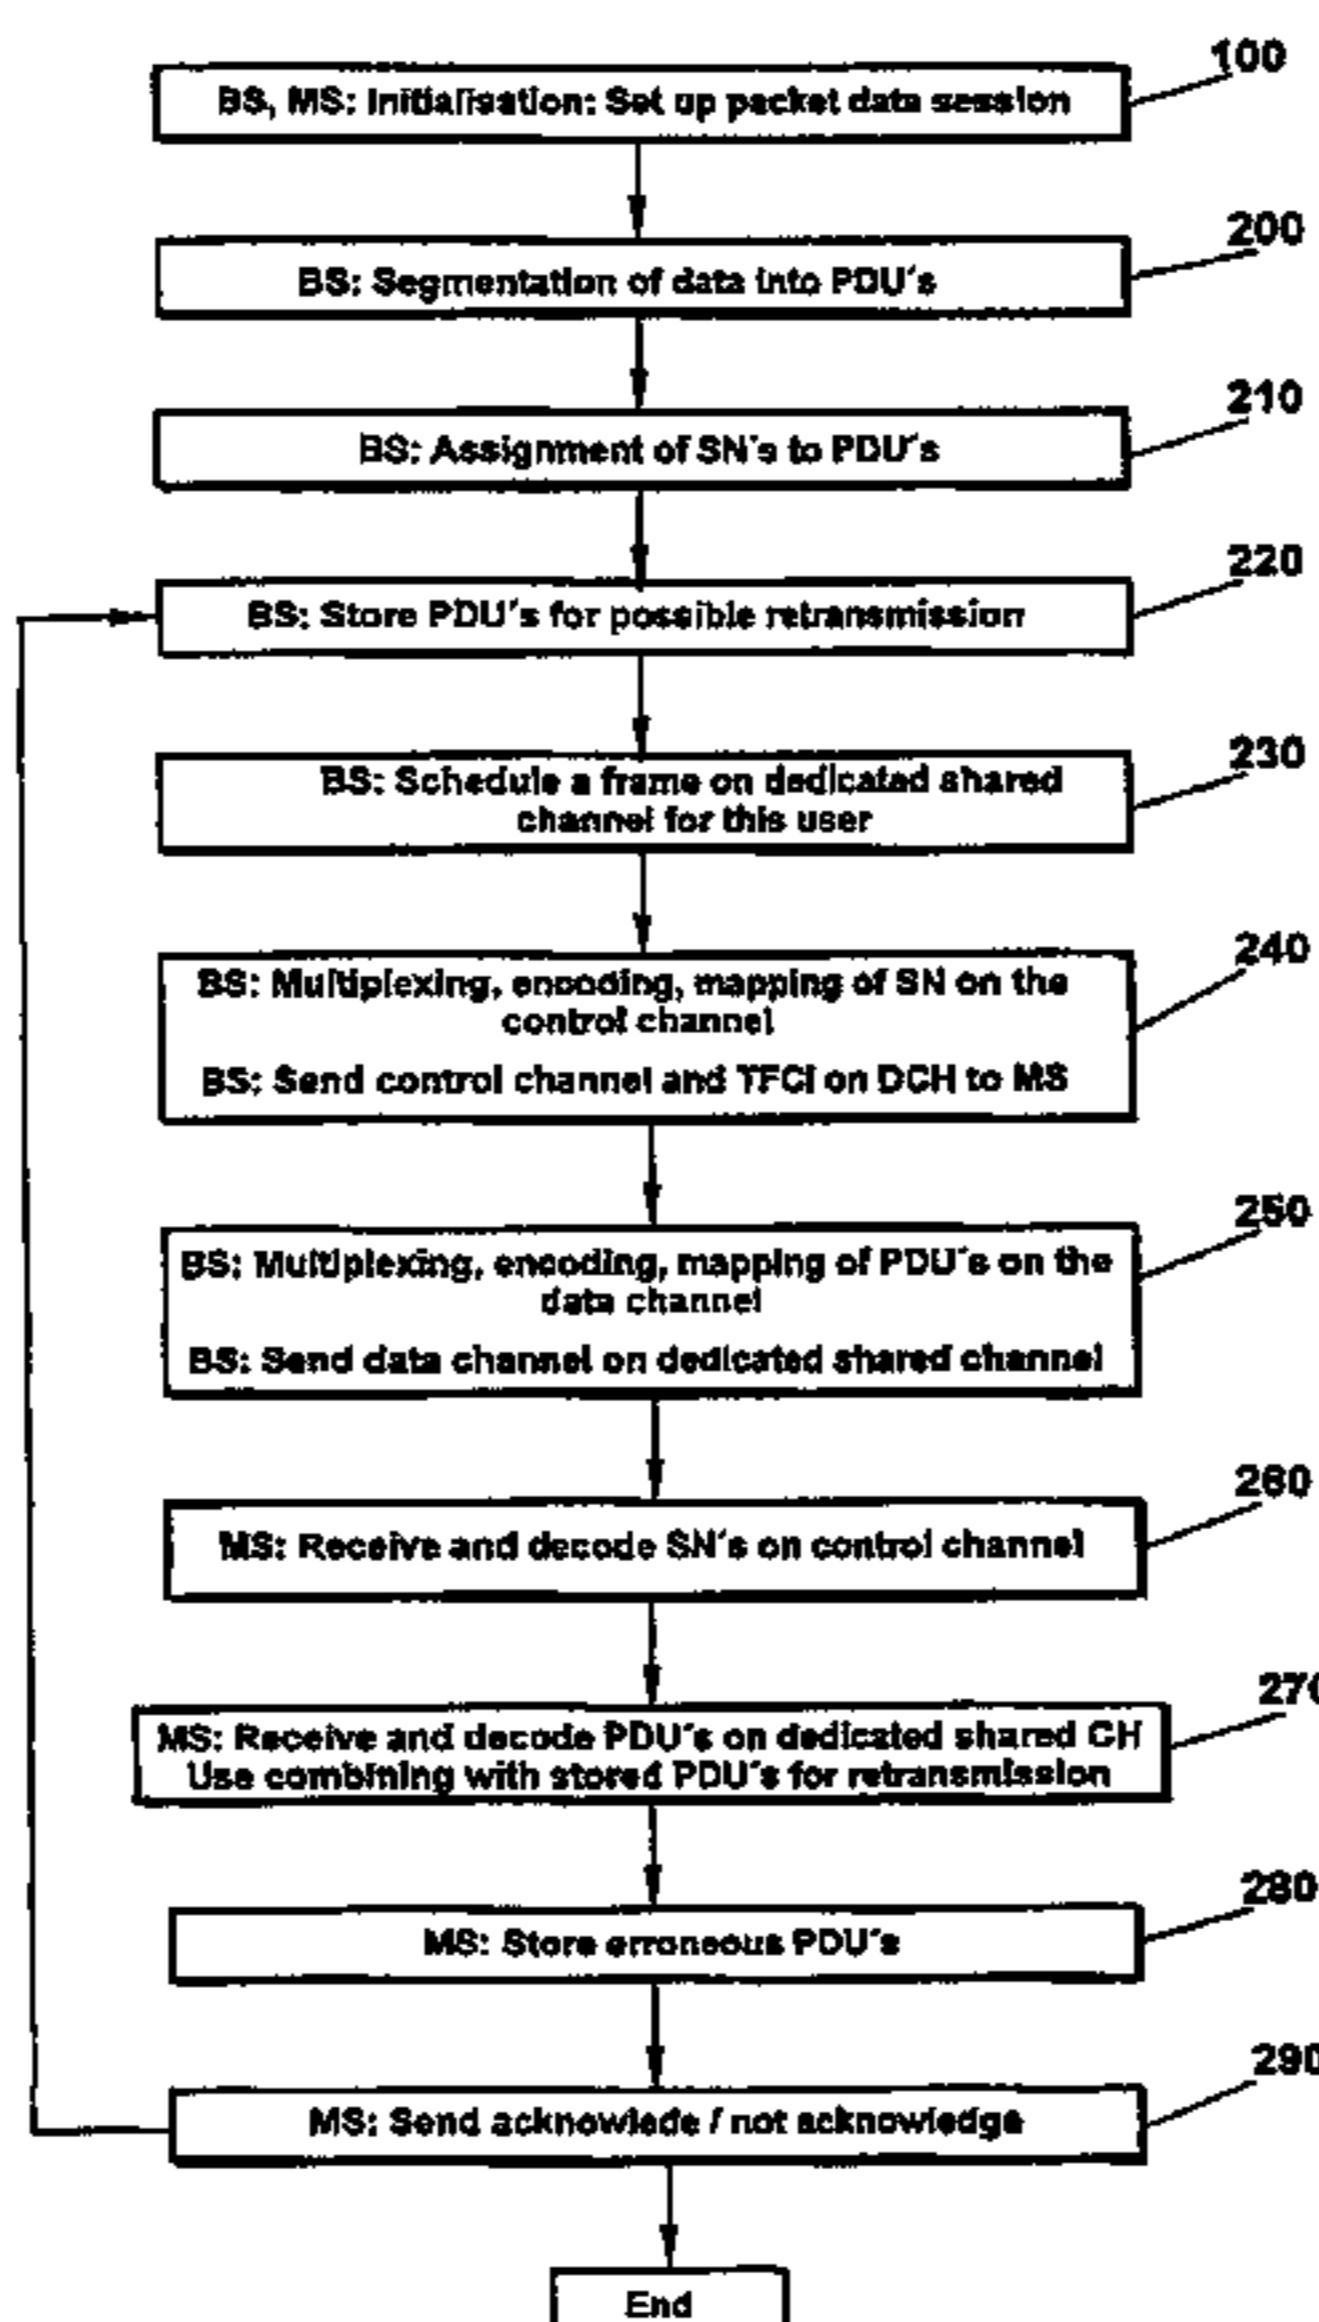 100
BS, MS: Initialisation: Set up packet data session
200
BS: Segmentation of data into PDU´s
210
BS: Assignment of SN´s to PDU´s
220
BS: Store PDU´s for possible retransmission
230
BS: Schedule a frame on dedicated shared
channel for this user
240
BS: Multiplexing, encoding, mapping of SN on the
control channel
BS: Send control channel and TFCI on DCH to MS
250
BS: Multiplexing, encoding, mapping of PDU´s on the
data channel
BS: Send data channel on dedicated shared channel
260
MS: Receive and decode SN´s on control channel
270
MS: Receive and decode PDU´s on dedicated shared CH
Use combining with stored PDU´s for retransmission
280
MS: Store erroneous PDU´s
290
MS: Send acknowlede / not acknowledge
End